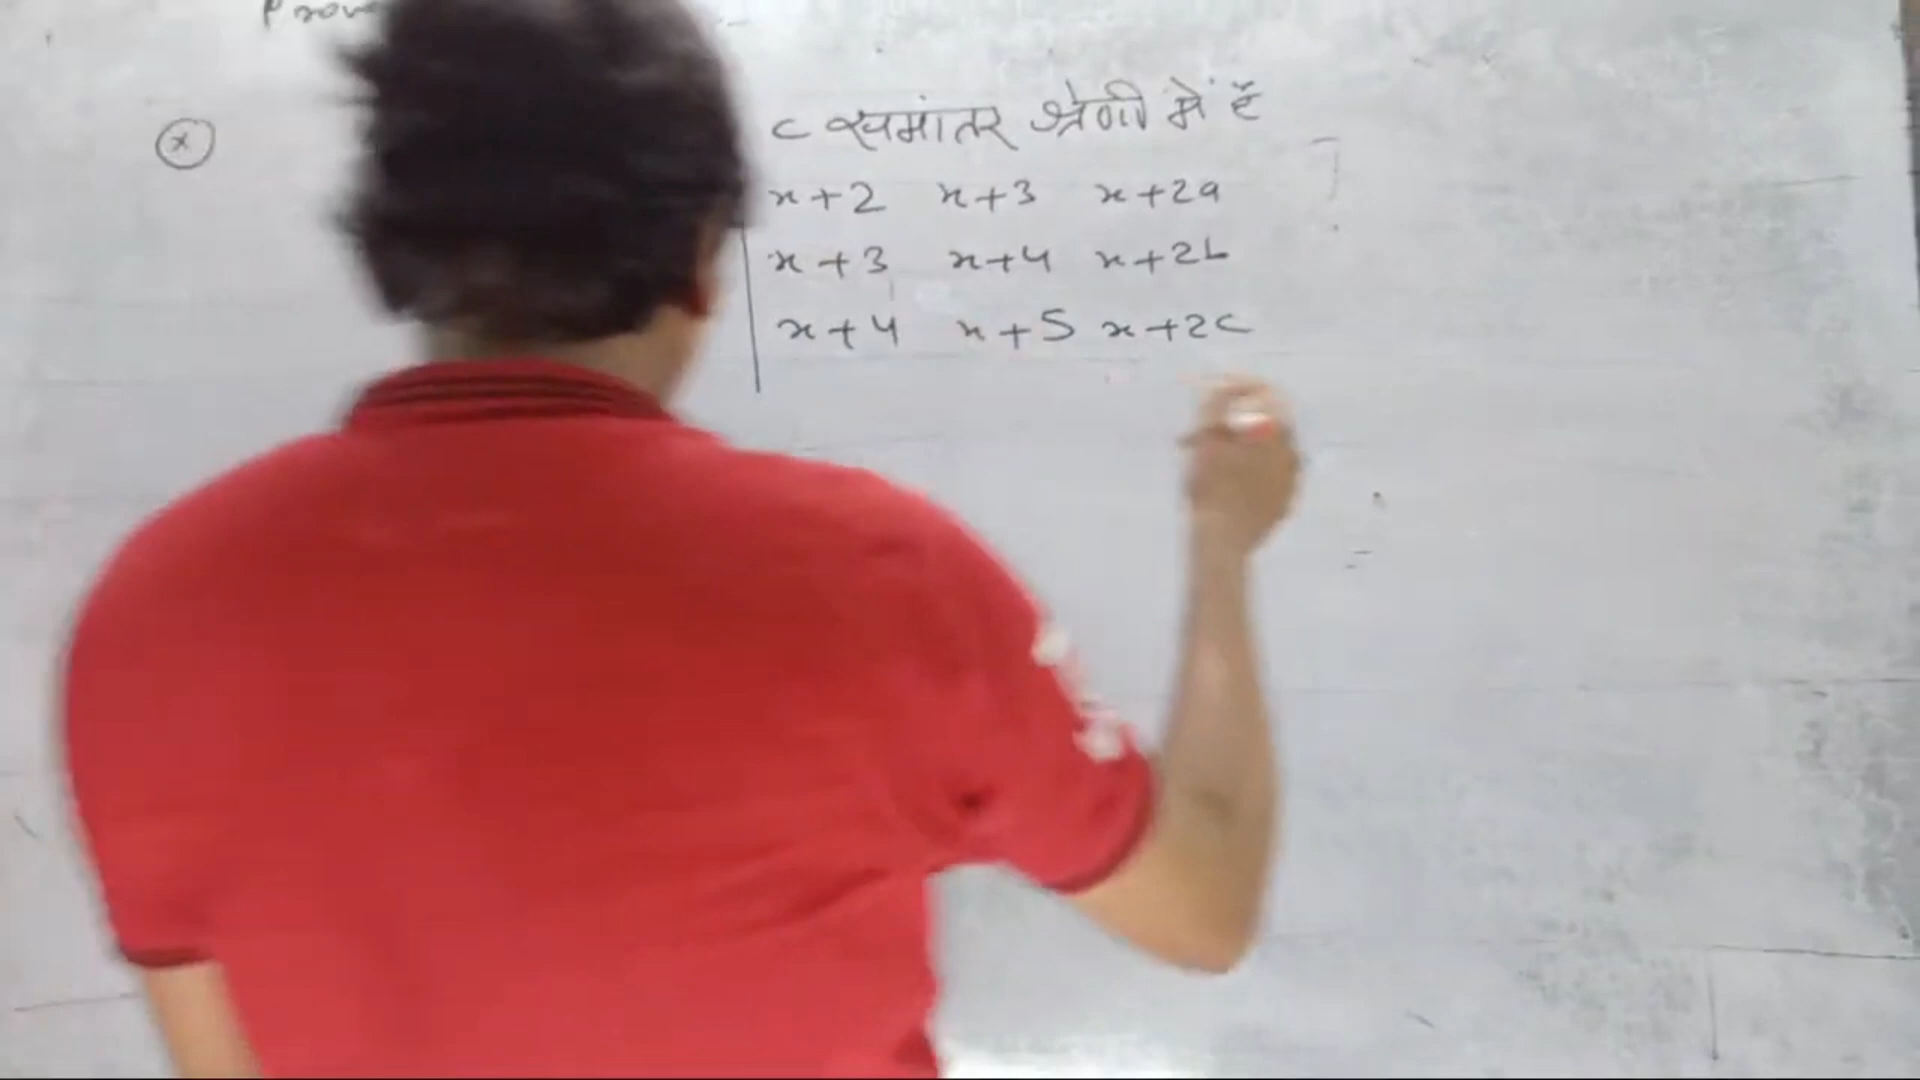 c समांतर श्रेणी में हैं
x+2 x+3 x+2a
x+3 x+4 x+2b
x+4 x+5 x+2c